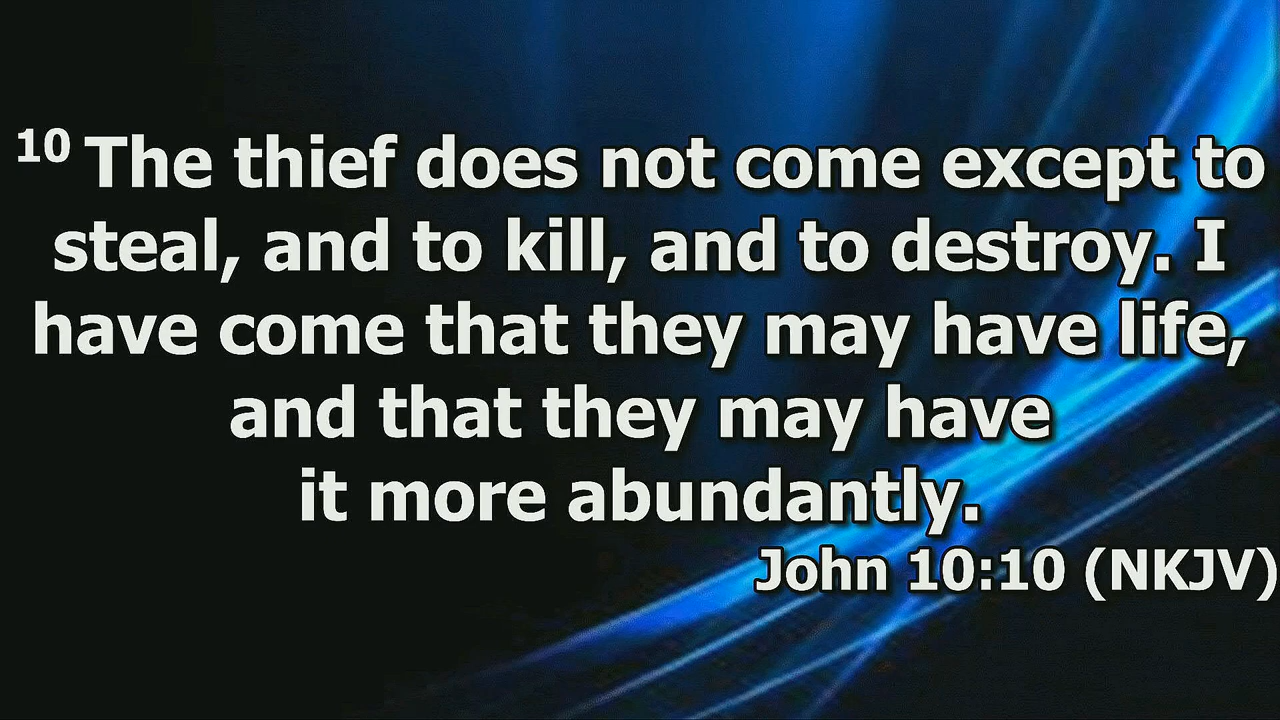 10 The thief does not come except to
steal, and to kill, and to destroy. I
have come that they may have life,
and that they may have
it more abundantly.
John 10:10 (NKJV)